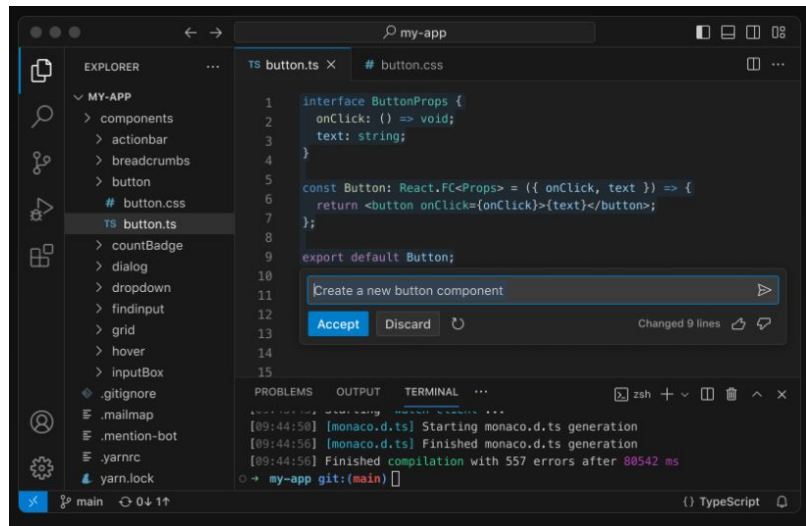 my-app
EXPLORER ...
MY-APP
components
actionbar
breadcrumbs
button
# button.css
TS button.ts
countBadge
dialog
dropdown
findinput
grid
hover
inputBox
.gitignore
.mailmap
.mention-bot
.yarnrc
yarn.lock
TS button.ts ×
# button.css
1 interface ButtonProps {
2 onClick: () => void;
3 text: string;
4 }
5
6 const Button: React.FC<Props> = ({ onClick, text }) => {
7 return <button onClick={onClick}>{text}</button>;
8 };
9 export default Button;
10
11
12
13
14
15
Create a new button component
Accept Discard
Changed 9 lines
PROBLEMS OUTPUT TERMINAL ...
zsh
[09:44:50] [monaco.d.ts] Starting monaco.d.ts generation
[09:44:56] [monaco.d.ts] Finished monaco.d.ts generation
[09:44:56] Finished compilation with 557 errors after 80542 ms
my-app git:(main)
main 0↓ 1↑
{} TypeScript